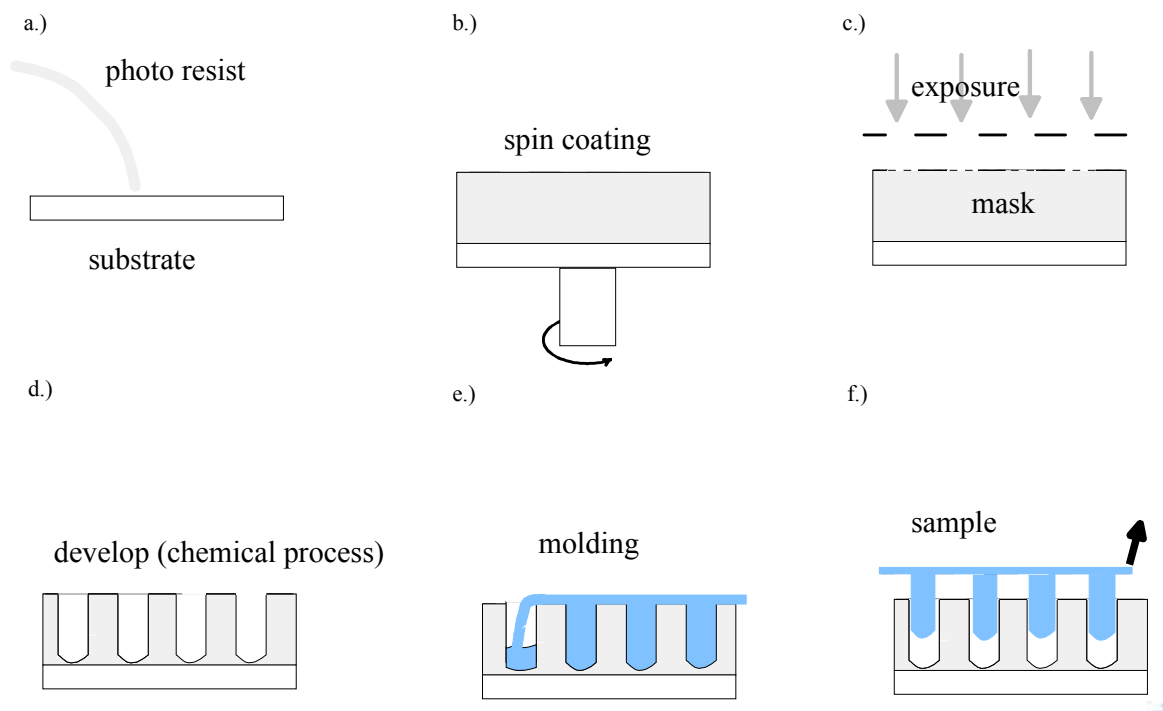 a.)
photo resist
substrate
b.)
spin coating
c.)
exposure
mask
d.)
develop (chemical process)
e.)
molding
f.)
sample